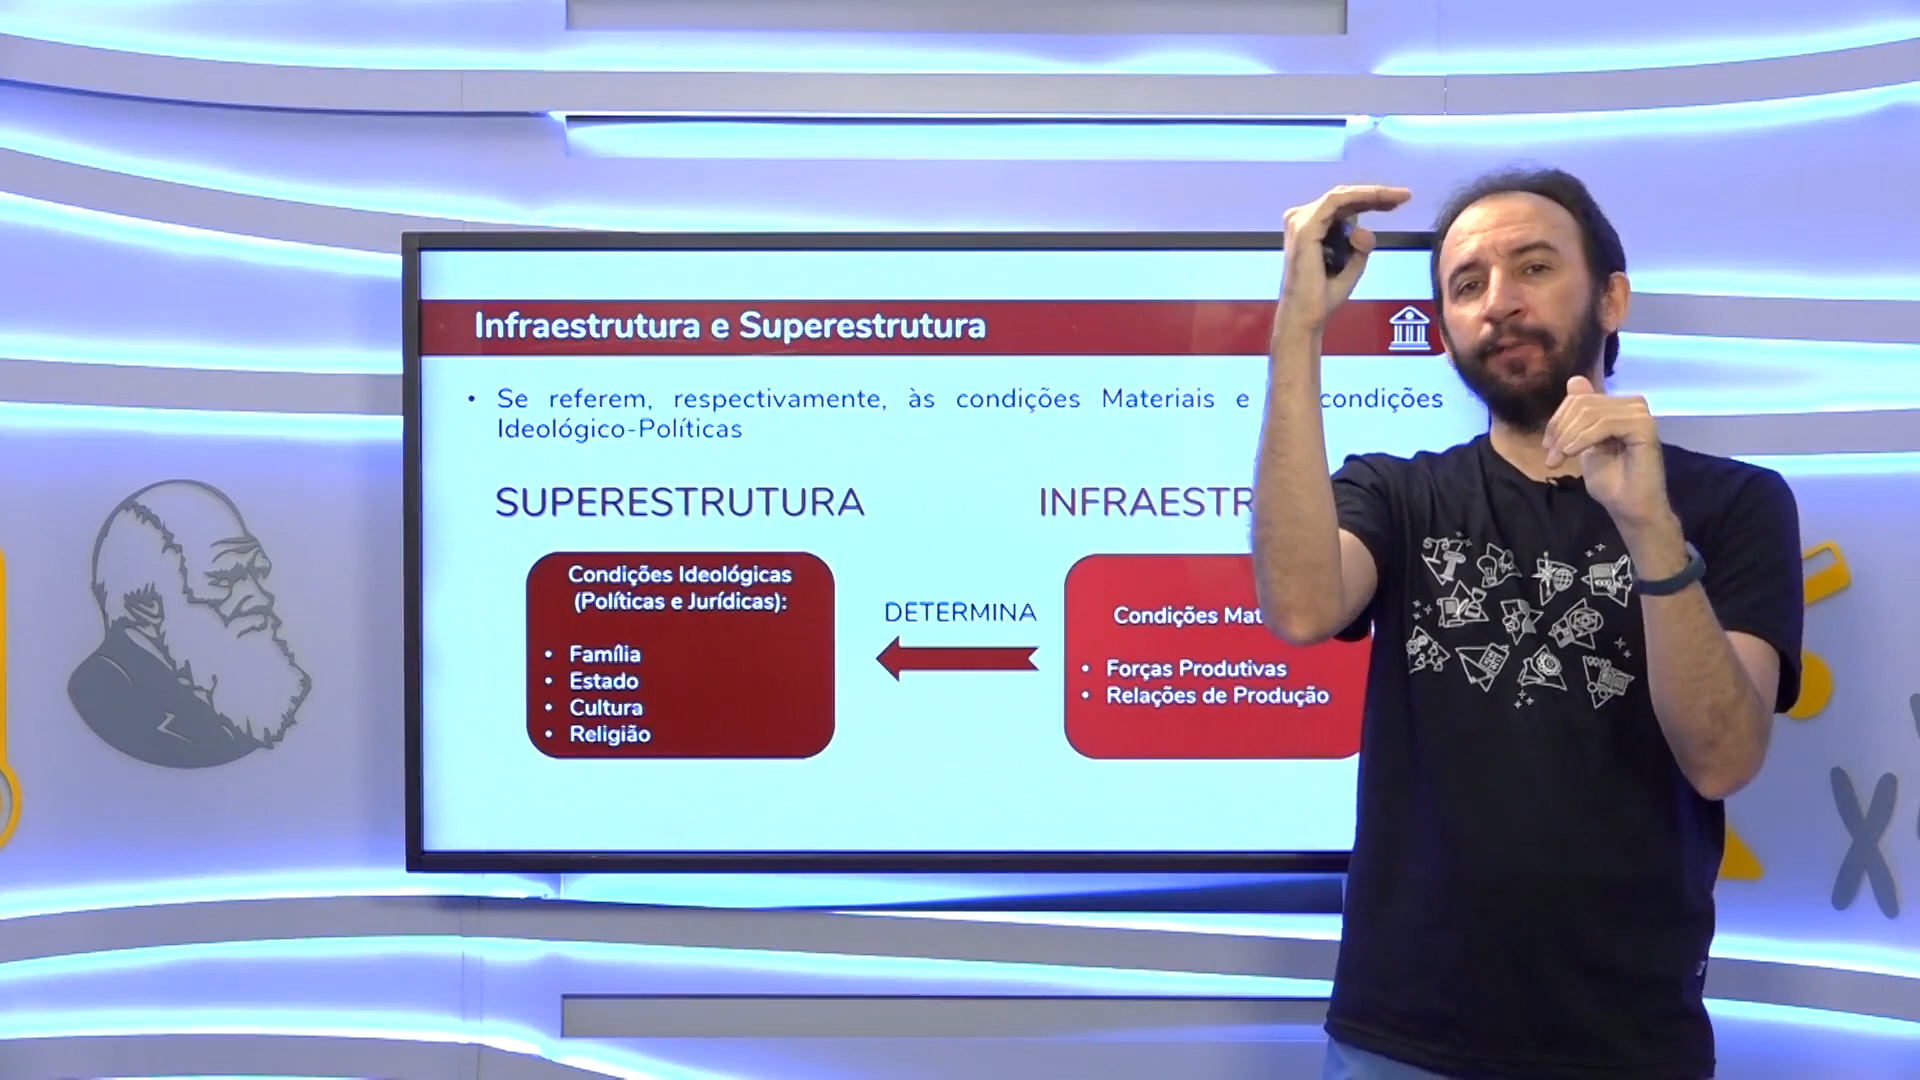 Infraestrutura e Superestrutura
• Se referem, respectivamente, às condições Materiais e condições
Ideológico-Políticas
SUPERESTRUTURA
INFRAESTR
Condições Ideológicas
(Políticas e Jurídicas):
• Família
• Estado
• Cultura
• Religião
DETERMINA
Condições Mat
• Forças Produtivas
• Relações de Produção
X